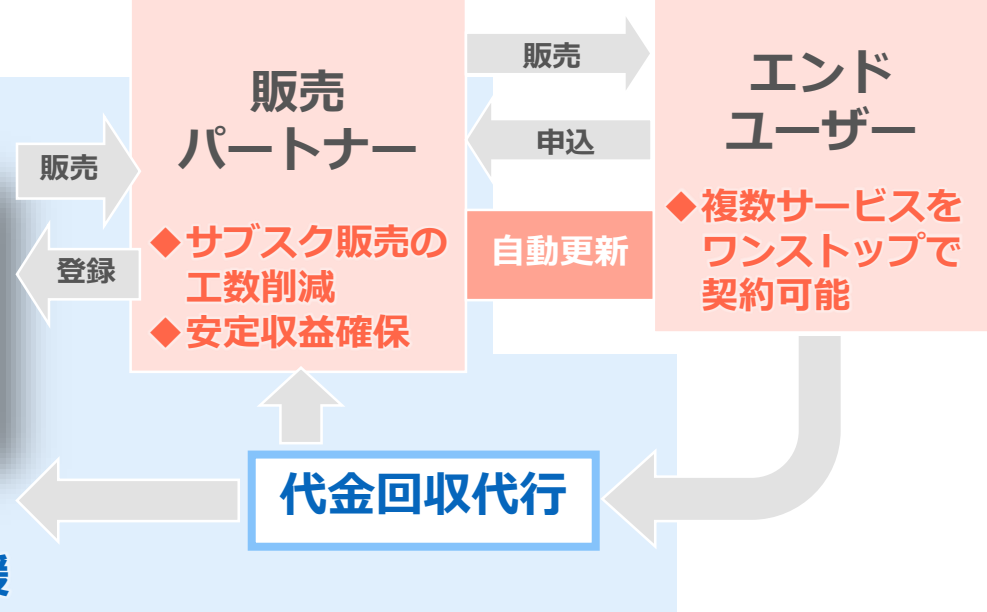 販売
パートナー
◆サブスク販売の
工数削減
◆安定収益確保
販売
登録
販売
申込
自動更新
エンド
ユーザー
◆複数サービスを
ワンストップで
契約可能
代金回収代行